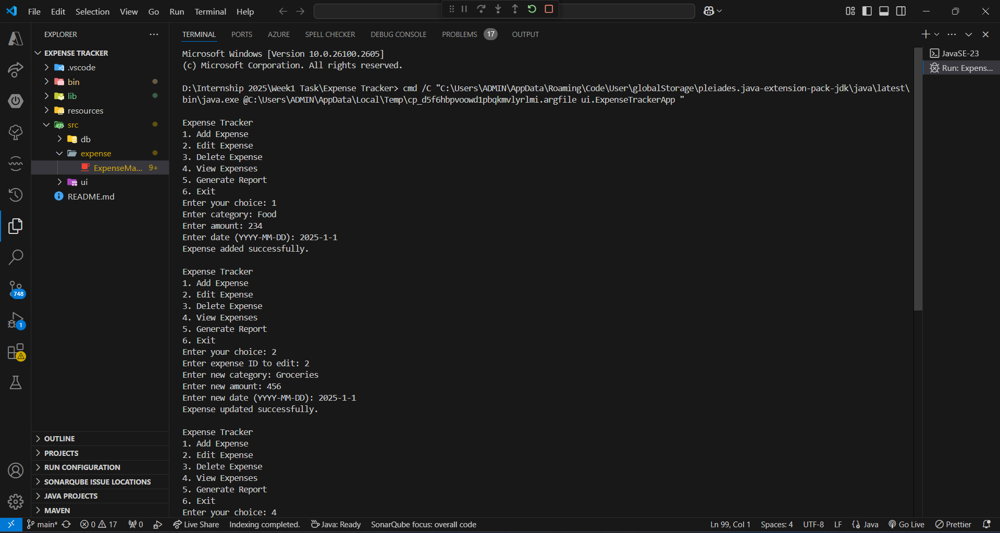 File Edit Selection View Go Run Terminal Help
EXPLORER
EXPENSE TRACKER
.vscode
bin
lib
resources
src
db
expense
ExpenseMa... 9+
ui
README.md
748
1
OUTLINE
PROJECTS
RUN CONFIGURATION
SONARQUBE ISSUE LOCATIONS
JAVA PROJECTS
MAVEN
TERMINAL PORTS AZURE SPELL CHECKER DEBUG CONSOLE PROBLEMS 17 OUTPUT
Microsoft Windows [Version 10.0.26100.2605]
(c) Microsoft Corporation. All rights reserved.
D:\Internship 2025\Week1 Task\Expense Tracker> cmd /C "C:\Users\ADMIN\AppData\Roaming\Code\User\globalStorage\pleiades.java-extension-pack-jdk\java\latest\
bin\java.exe @C:\Users\ADMIN\AppData\Local\Temp\cp_d5f6hbpvoowd1pbqkmvlyrlmi.argfile ui.ExpenseTrackerApp "
Expense Tracker
1. Add Expense
2. Edit Expense
3. Delete Expense
4. View Expenses
5. Generate Report
6. Exit
Enter your choice: 1
Enter category: Food
Enter amount: 234
Enter date (YYYY-MM-DD): 2025-1-1
Expense added successfully.
Expense Tracker
1. Add Expense
2. Edit Expense
3. Delete Expense
4. View Expenses
5. Generate Report
6. Exit
Enter your choice: 2
Enter expense ID to edit: 2
Enter new category: Groceries
Enter new amount: 456
Enter new date (YYYY-MM-DD): 2025-1-1
Expense updated successfully.
Expense Tracker
1. Add Expense
2. Edit Expense
3. Delete Expense
4. View Expenses
5. Generate Report
6. Exit
Enter your choice: 4
JavaSE-23
Run: Expens...
main* 0 17 0 Live Share Indexing completed. Java: Ready SonarQube focus: overall code Ln 99, Col 1 Spaces: 4 UTF-8 LF Java Go Live Prettier